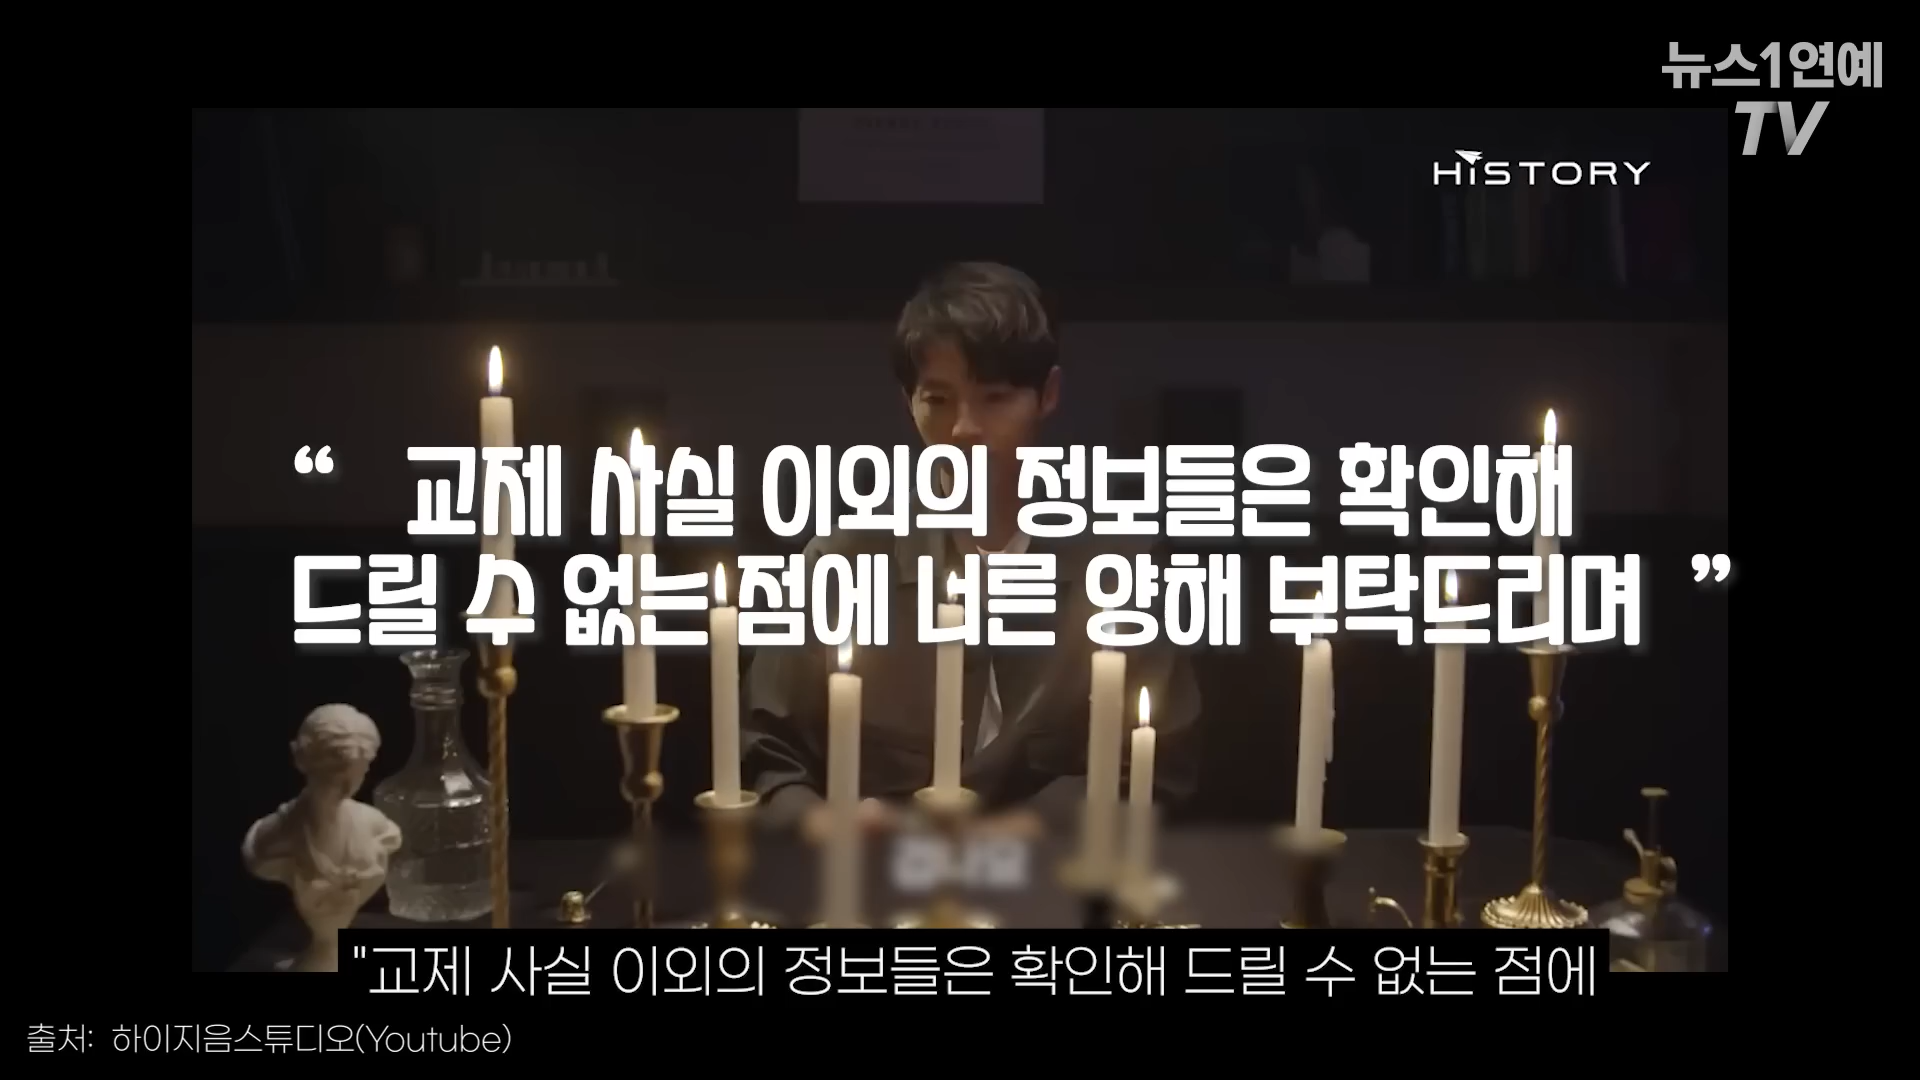 뉴스1연예
TV
HiSTORY
“ 교제 사실 이외의 정보들은 확인해
드릴 수 없는 점에 너른 양해 부탁드리며 ”
"교제 사실 이외의 정보들은 확인해 드릴 수 없는 점에
출처: 하이지음스튜디오(Youtube)